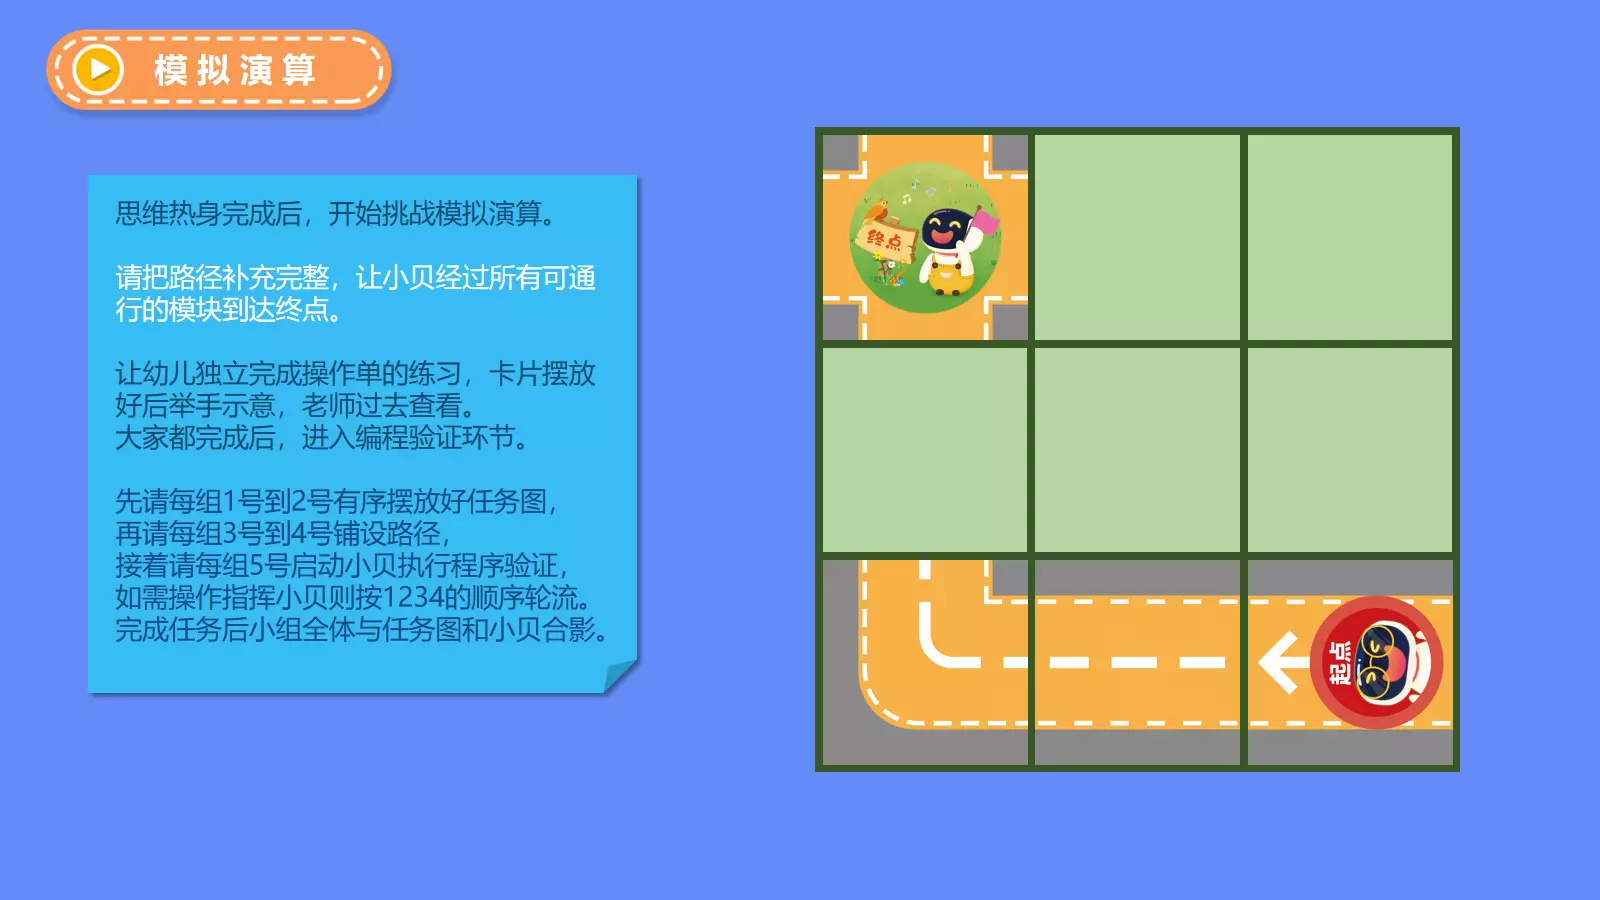 模拟演算
思维热身完成后，开始挑战模拟演算。
请把路径补充完整，让小贝经过所有可通
行的模块到达终点。
让幼儿独立完成操作单的练习，卡片摆放
好后举手示意，老师过去查看。
大家都完成后，进入编程验证环节。
先请每组1号到2号有序摆放好任务图，
再请每组3号到4号铺设路径，
接着请每组5号启动小贝执行程序验证，
如需操作指挥小贝则按1234的顺序轮流。
完成任务后小组全体与任务图和小贝合影。
终点
起点